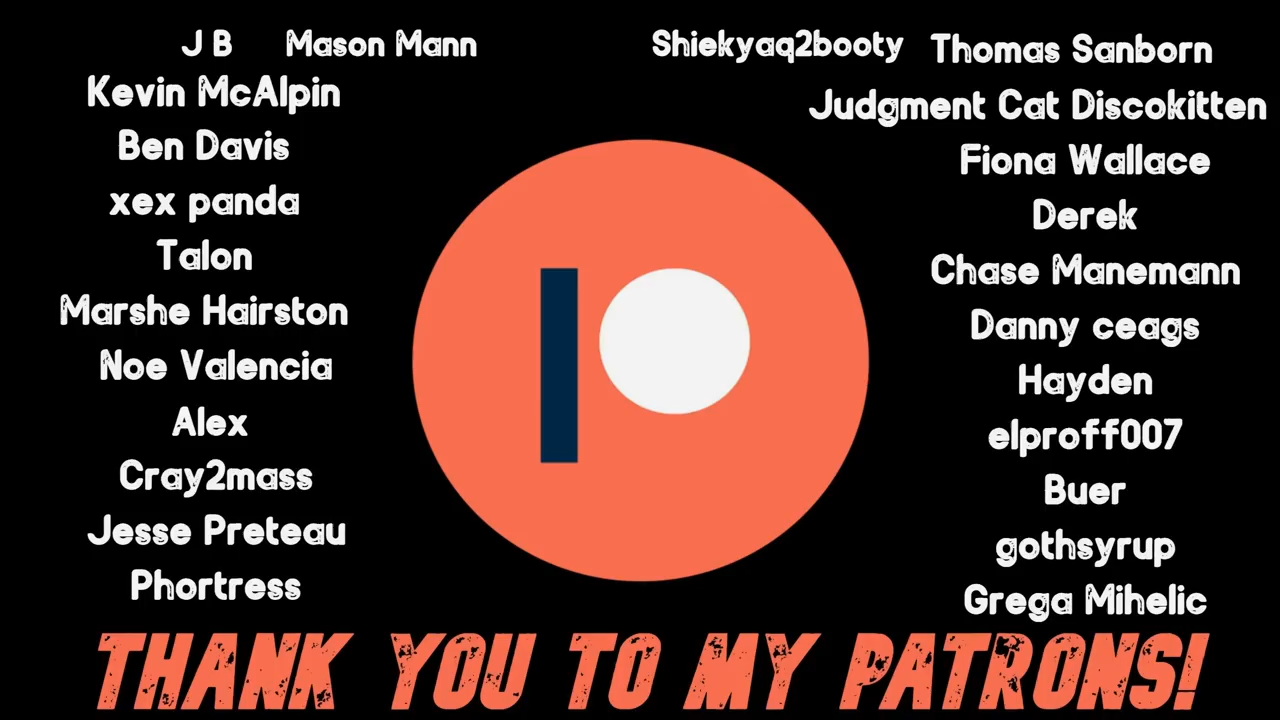 J B
Mason Mann
Kevin McAlpin
Ben Davis
xex panda
Talon
Marshe Hairston
Noe Valencia
Alex
Cray2mass
Jesse Preteau
Phortress
Shiekyaq2booty
Thomas Sanborn
Judgment Cat Discokitten
Fiona Wallace
Derek
Chase Manemann
Danny ceags
Hayden
elproff007
Buer
gothsyrup
Grega Mihelic
THANK YOU TO MY PATRONS!